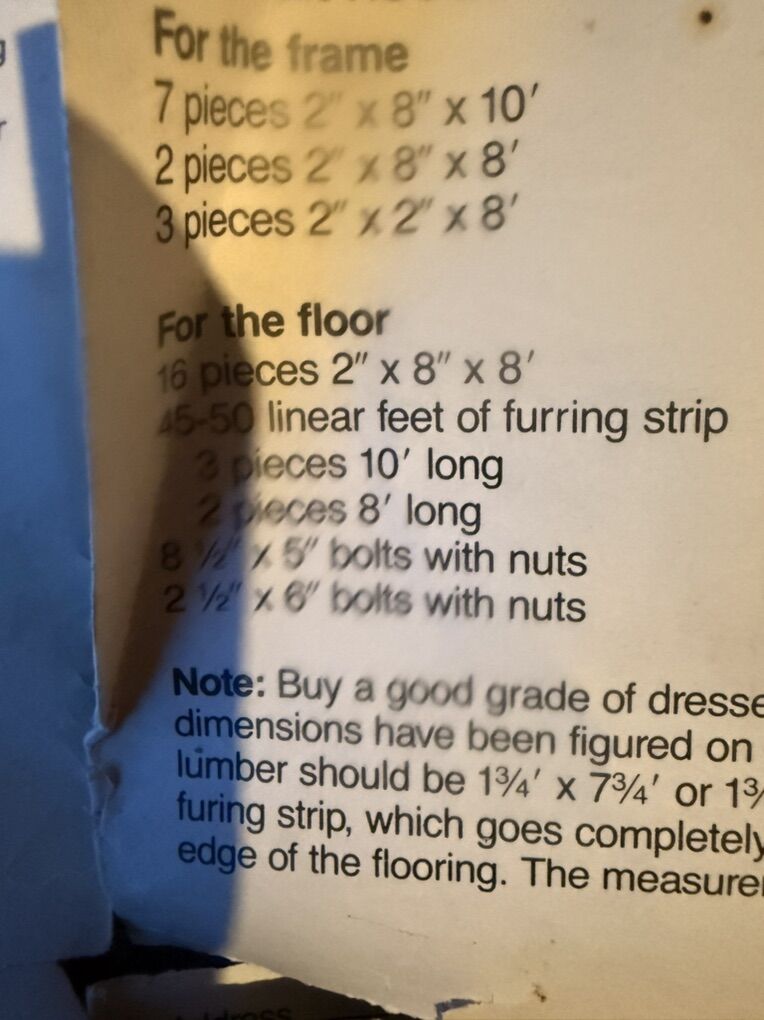 For the frame
7 pieces 2" x 8" x 10'
2 pieces 2" x 8" x 8'
3 pieces 2" x 2" x 8'
For the floor
16 pieces 2" x 8" x 8'
45-50 linear feet of furring strip
3 pieces 10' long
2 pieces 8' long
8 ½" x 5" bolts with nuts
2 ½" x 6" bolts with nuts
Note: Buy a good grade of dresse
dimensions have been figured on
lumber should be 1¾' x 7¾' or 1¾
furing strip, which goes completely
edge of the flooring. The measure